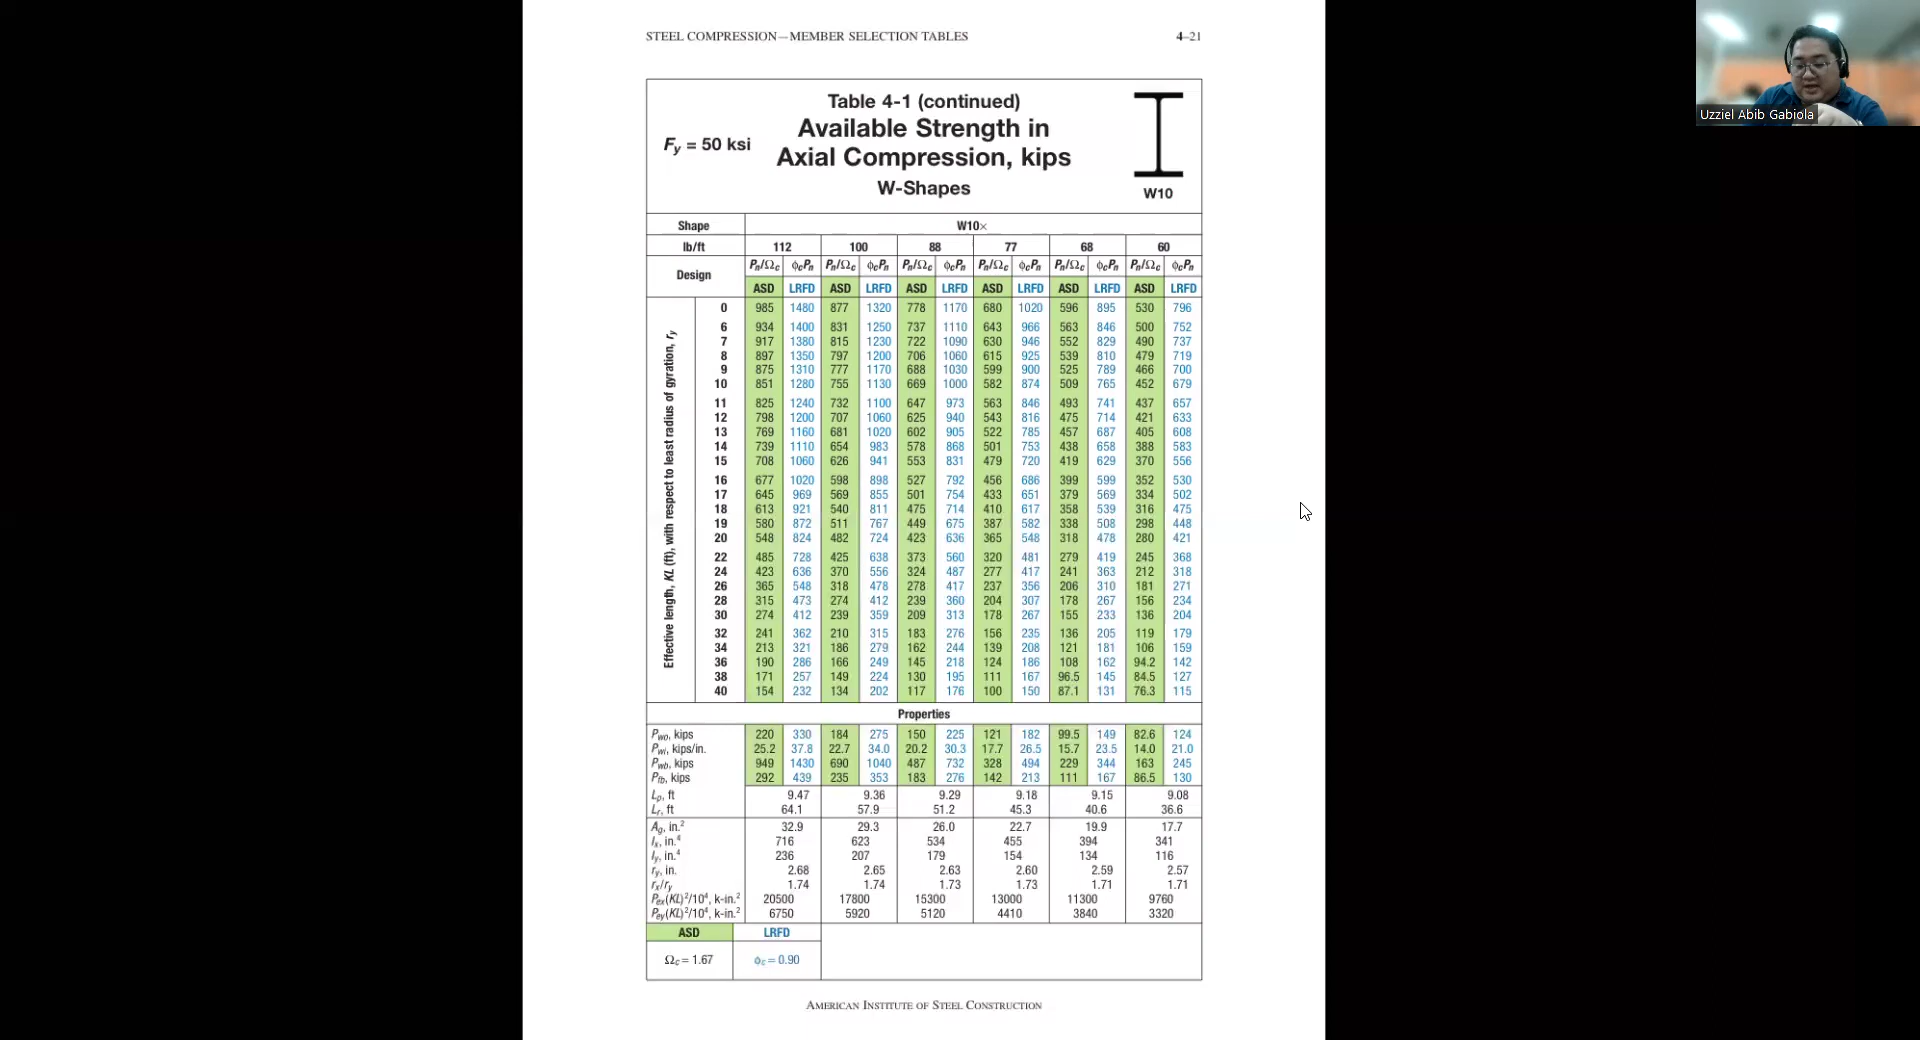 STEEL COMPRESSION—MEMBER SELECTION TABLES 4–21
Uzziel Abib Gabiola
Table 4-1 (continued)
Available Strength in
Axial Compression, kips
W-Shapes
Fy = 50 ksi
W10
Shape W10×
lb/ft 112 100 88 77 68 60
Design Pn/Ωc ϕcPn Pn/Ωc ϕcPn Pn/Ωc ϕcPn Pn/Ωc ϕcPn Pn/Ωc ϕcPn Pn/Ωc ϕcPn
ASD LRFD ASD LRFD ASD LRFD ASD LRFD ASD LRFD ASD LRFD
Effective length, KL (ft), with respect to least radius of gyration, ry
0 985 1480 877 1320 778 1170 680 1020 596 895 530 796
6 934 1400 831 1250 737 1110 643 966 563 846 500 752
7 917 1380 815 1230 722 1090 630 946 552 829 490 737
8 897 1350 797 1200 706 1060 615 925 539 810 479 719
9 875 1310 777 1170 688 1030 599 900 525 789 466 700
10 851 1280 755 1130 669 1000 582 874 509 765 452 679
11 825 1240 732 1100 647 973 563 846 493 741 437 657
12 798 1200 707 1060 625 940 543 816 475 714 421 633
13 769 1160 681 1020 602 905 522 785 457 687 405 608
14 739 1110 654 983 578 868 501 753 438 658 388 583
15 708 1060 626 941 553 831 479 720 419 629 370 556
16 677 1020 598 898 527 792 456 686 399 599 352 530
17 645 969 569 855 501 754 433 651 379 569 334 502
18 613 921 540 811 475 714 410 617 358 539 316 475
19 580 872 511 767 449 675 387 582 338 508 298 448
20 548 824 482 724 423 636 365 548 318 478 280 421
22 485 728 425 638 373 560 320 481 279 419 245 368
24 423 636 370 556 324 487 277 417 241 363 212 318
26 365 548 318 478 278 417 237 356 206 310 181 271
28 315 473 274 412 239 360 204 307 178 267 156 234
30 274 412 239 359 209 313 178 267 155 233 136 204
32 241 362 210 315 183 276 156 235 136 205 119 179
34 213 321 186 279 162 244 139 208 121 181 106 159
36 190 286 166 249 145 218 124 186 108 162 94.2 142
38 171 257 149 224 130 195 111 167 96.5 145 84.5 127
40 154 232 134 202 117 176 100 150 87.1 131 76.3 115
Properties
Pwo, kips 220 330 184 275 150 225 121 182 99.5 149 82.6 124
Pwi, kips/in. 25.2 37.8 22.7 34.0 20.2 30.3 17.7 26.5 15.7 23.5 14.0 21.0
Pwb, kips 949 1430 690 1040 487 732 328 494 229 344 163 245
Pfb, kips 292 439 235 353 183 276 142 213 111 167 86.5 130
Lp, ft 9.47 9.36 9.29 9.18 9.15 9.08
Lr, ft 64.1 57.9 51.2 45.3 40.6 36.6
Ag, in.² 32.9 29.3 26.0 22.7 19.9 17.7
Ix, in.⁴ 716 623 534 455 394 341
Iy, in.⁴ 236 207 179 154 134 116
ry, in. 2.68 2.65 2.63 2.60 2.59 2.57
rx/ry 1.74 1.74 1.73 1.73 1.71 1.71
Pex(KL)²/10⁴, k-in.² 20500 17800 15300 13000 11300 9760
Pey(KL)²/10⁴, k-in.² 6750 5920 5120 4410 3840 3320
ASD LRFD
Ωc = 1.67 ϕc = 0.90
AMERICAN INSTITUTE OF STEEL CONSTRUCTION